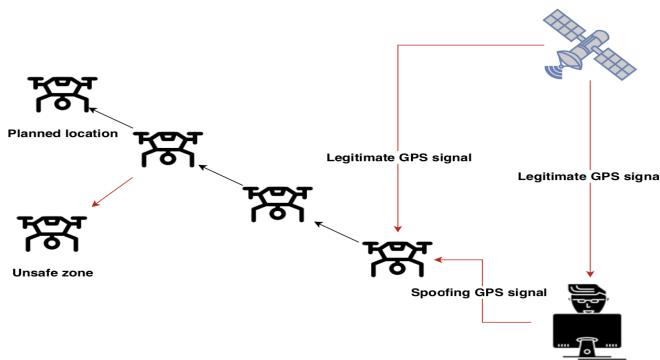 Planned location
Legitimate GPS signal
Legitimate GPS signa
Unsafe zone
Spoofing GPS signal